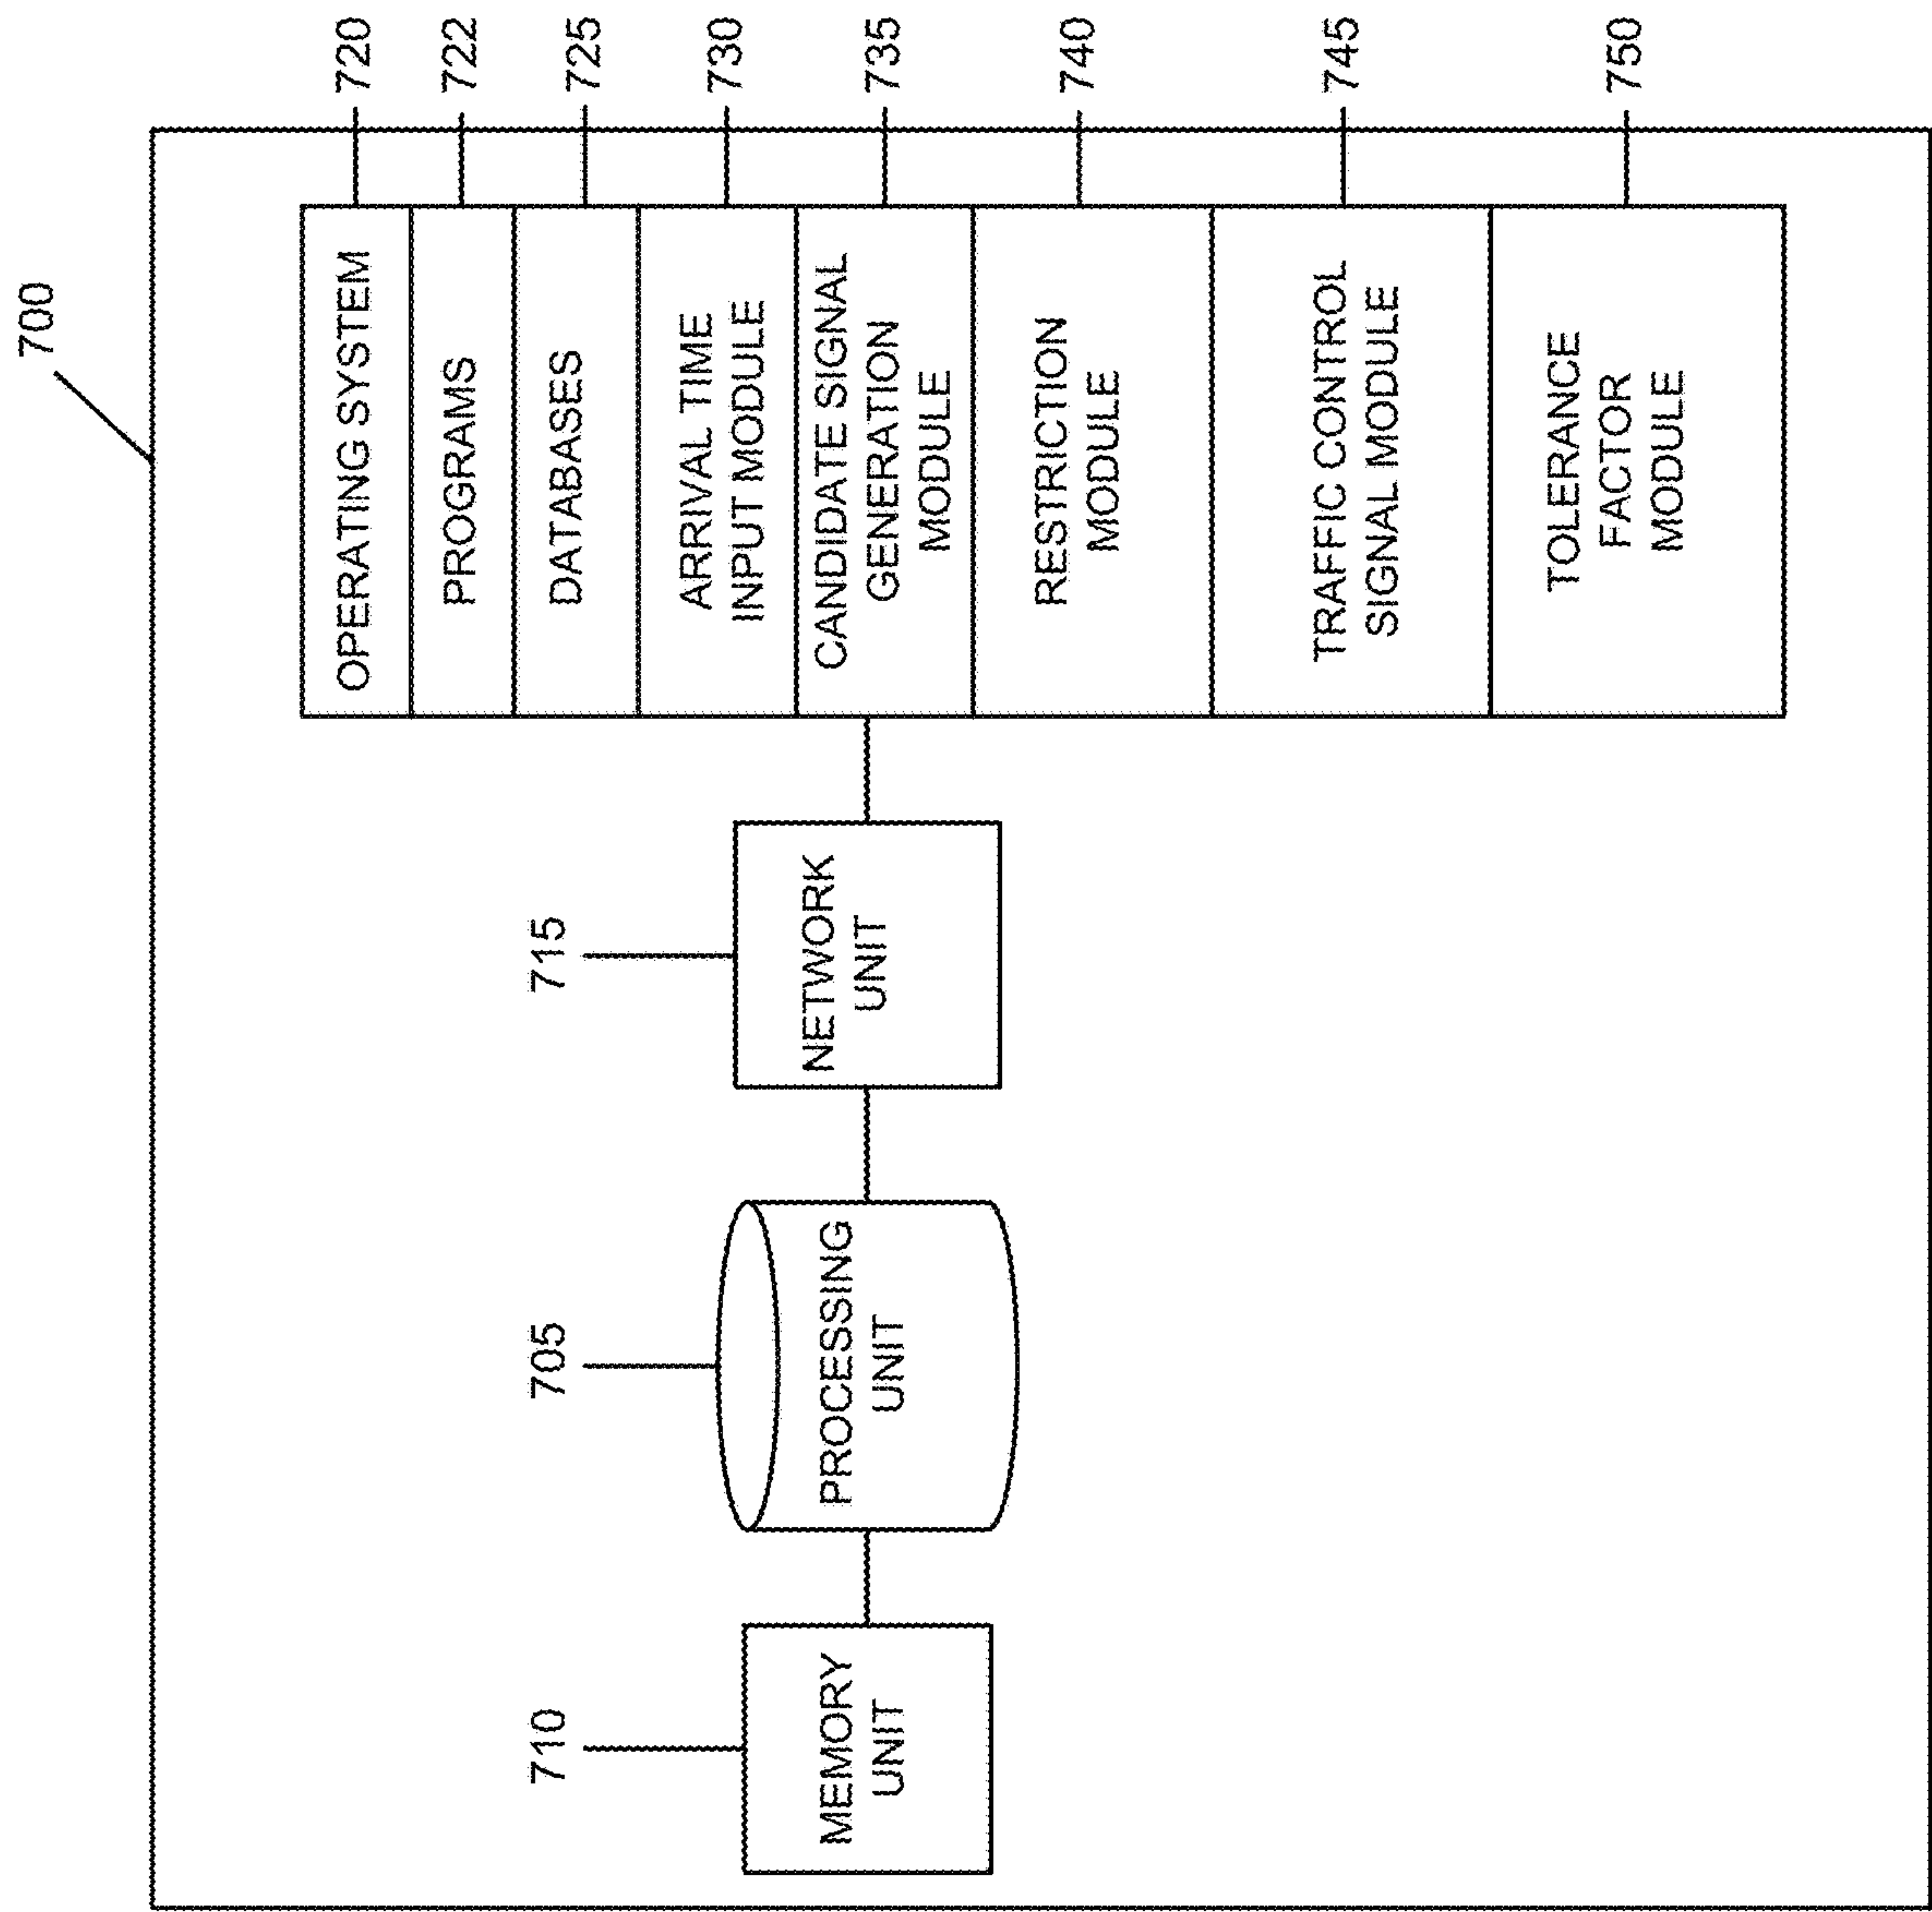 700
710
MEMORY
UNIT
705
PROCESSING
UNIT
715
NETWORK
UNIT
OPERATING SYSTEM
720
PROGRAMS
722
DATABASES
725
ARRIVAL TIME
INPUT MODULE
730
CANDIDATE SIGNAL
GENERATION
MODULE
735
RESTRICTION
MODULE
740
TRAFFIC CONTROL
SIGNAL MODULE
745
TOLERANCE
FACTOR
MODULE
750